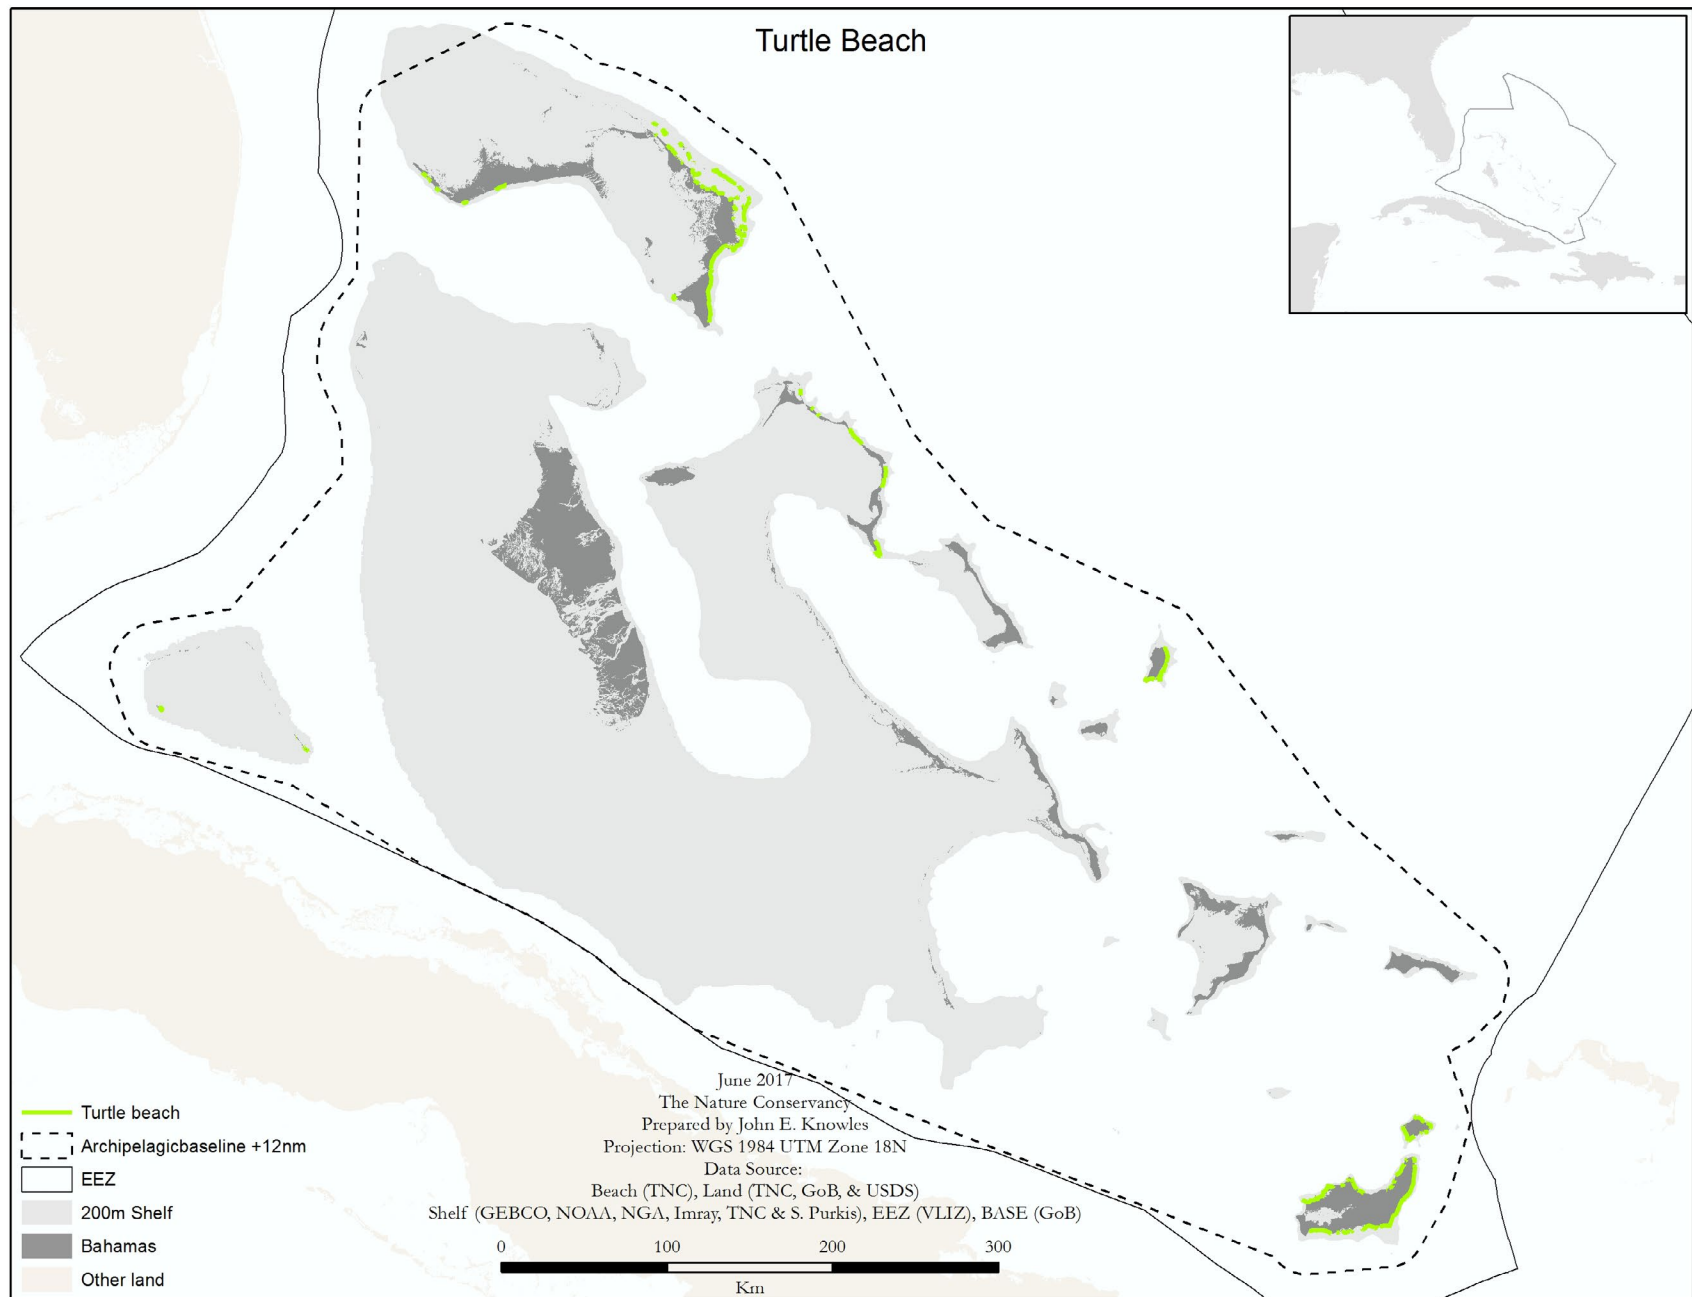 Turtle Beach
June 2017
The Nature Conservancy
Prepared by John E. Knowles
Projection: WGS 1984 UTM Zone 18N
Data Source:
Beach (TNC), Land (TNC, GoB, & USDS)
Shelf (GEBCO, NOAA, NGA, Imray, TNC & S. Purkis), EEZ (VLIZ), BASE (GoB)
0 100 200 300
Km
Turtle beach
Archipelagicbaseline +12nm
EEZ
200m Shelf
Bahamas
Other land